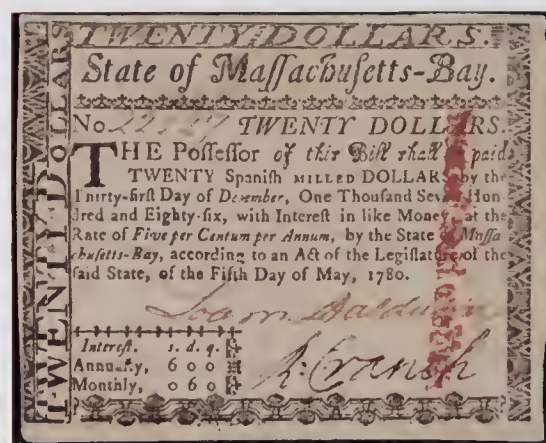 TWENTY DOLLARS.
TWENTY DOLLARS
State of Maſſachuſetts-Bay.
No TWENTY DOLLARS.
THE Poſſeſſor of this Bill ſhall paid
TWENTY Spaniſh MILLED DOLLARS by the
Thirty-firſt Day of December, One Thouſand Seven Hun-
dred and Eighty-ſix, with Intereſt in like Money, at the
Rate of Five per Centum per Annum, by the State of Maſſa
chuſetts-Bay, according to an Act of the Legiſlature of the
ſaid State, of the Fifth Day of May, 1780.
Intereſt. s. d. q.
Annually, 6 0 0
Monthly, 0 6 0
R. Cranch